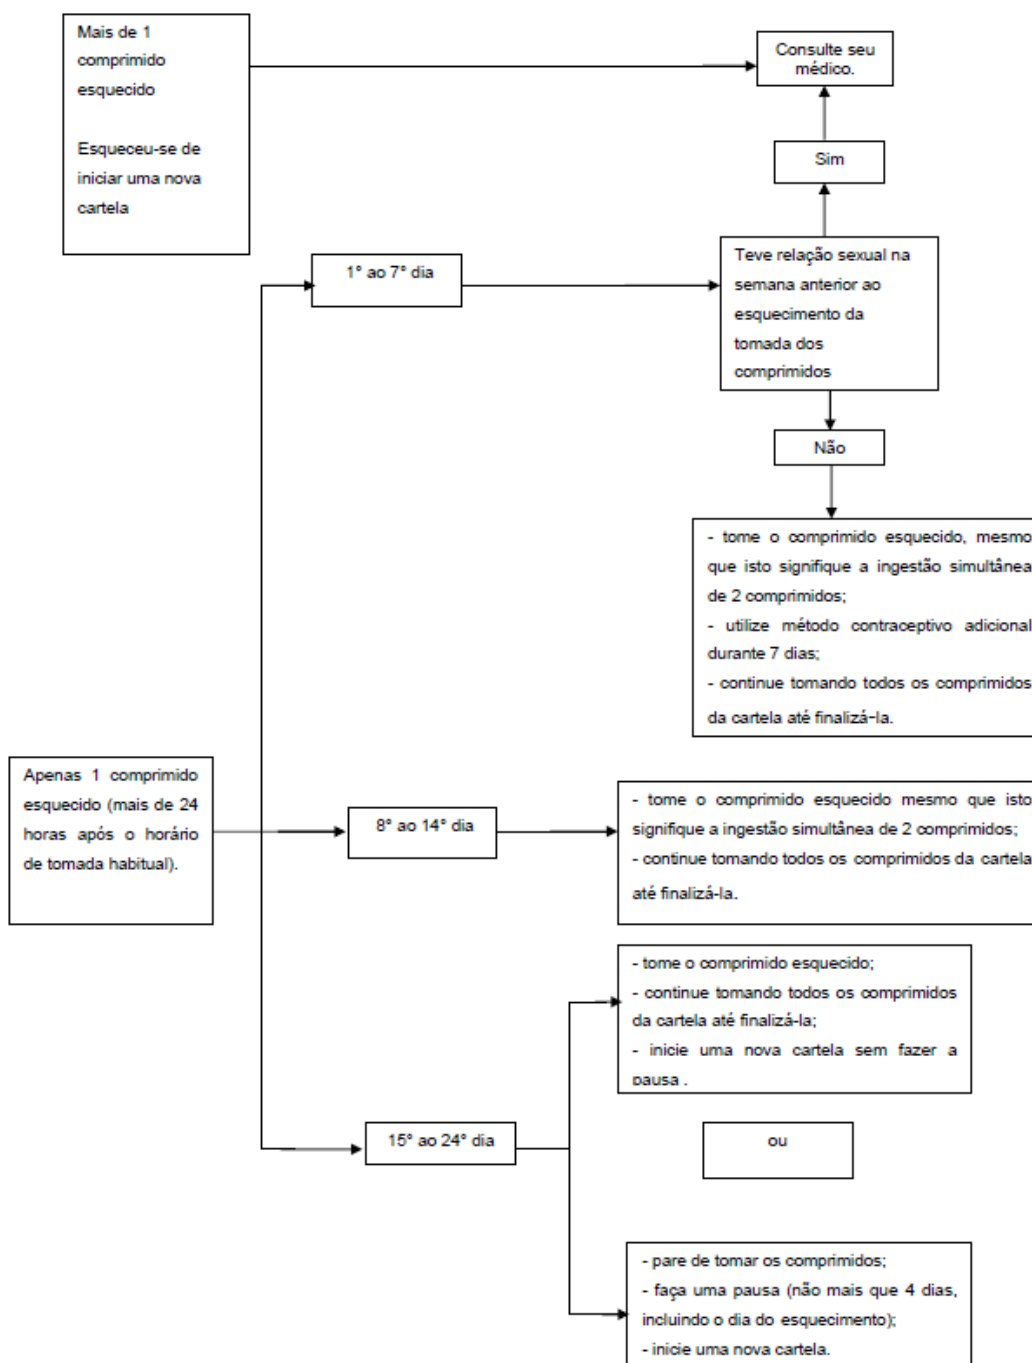 Mais de 1
comprimido
esquecido
Esqueceu-se de
iniciar uma nova
cartela
Consulte seu
médico.
Sim
1° ao 7° dia
Teve relação sexual na
semana anterior ao
esquecimento da
tomada dos
comprimidos
Não
- tome o comprimido esquecido, mesmo
que isto signifique a ingestão simultânea
de 2 comprimidos;
- utilize método contraceptivo adicional
durante 7 dias;
- continue tomando todos os comprimidos
da cartela até finalizá-la.
Apenas 1 comprimido
esquecido (mais de 24
horas após o horário
de tomada habitual).
8° ao 14° dia
- tome o comprimido esquecido mesmo que isto
signifique a ingestão simultânea de 2 comprimidos;
- continue tomando todos os comprimidos da cartela
até finalizá-la.
- tome o comprimido esquecido;
- continue tomando todos os comprimidos
da cartela até finalizá-la;
- inicie uma nova cartela sem fazer a
pausa .
15° ao 24° dia
ou
- pare de tomar os comprimidos;
- faça uma pausa (não mais que 4 dias,
incluindo o dia do esquecimento);
- inicie uma nova cartela.